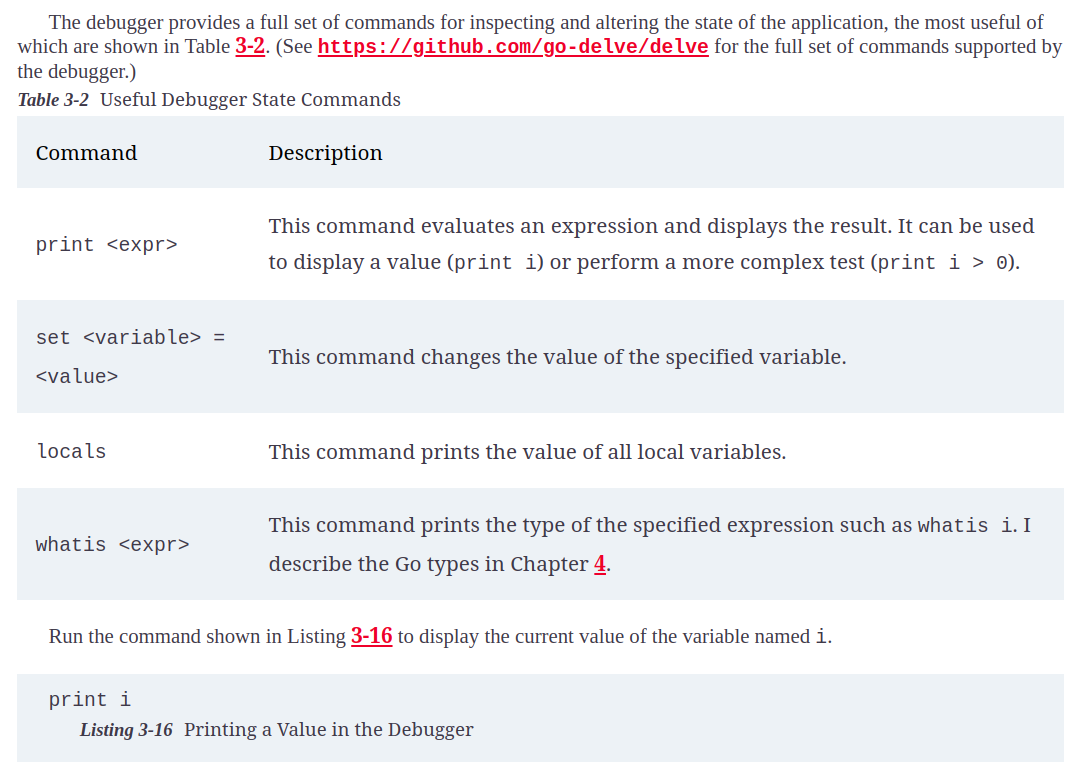 The debugger provides a full set of commands for inspecting and altering the state of the application, the most useful of
which are shown in Table 3-2. (See https://github.com/go-delve/delve for the full set of commands supported by
the debugger.)
Table 3-2 Useful Debugger State Commands
Command Description
print <expr>
This command evaluates an expression and displays the result. It can be used
to display a value (print i) or perform a more complex test (print i > 0).
set <variable> =
<value>
This command changes the value of the specified variable.
locals This command prints the value of all local variables.
whatis <expr>
This command prints the type of the specified expression such as whatis i. I
describe the Go types in Chapter 4.
Run the command shown in Listing 3-16 to display the current value of the variable named i.
print i
Listing 3-16 Printing a Value in the Debugger